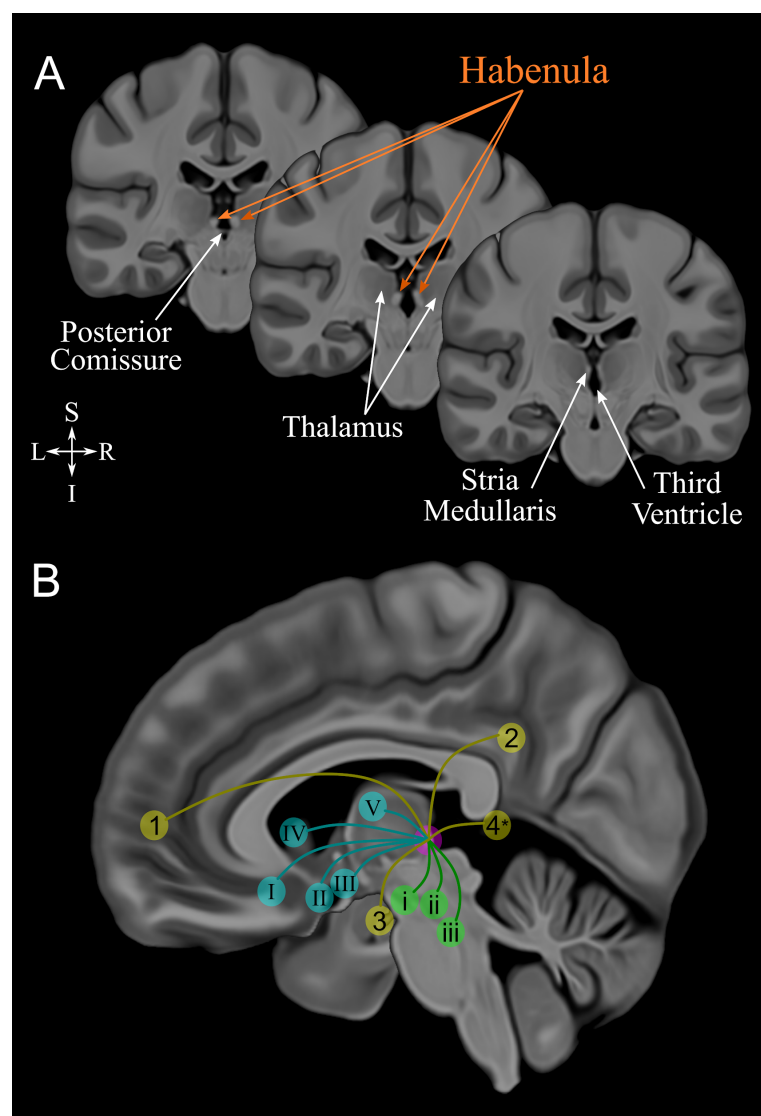 A
Habenula
Posterior
Comissure
Thalamus
Stria
Medullaris
Third
Ventricle
S
L R
I
B
1
2
V
IV
4*
I
II
III
3
i
ii
iii